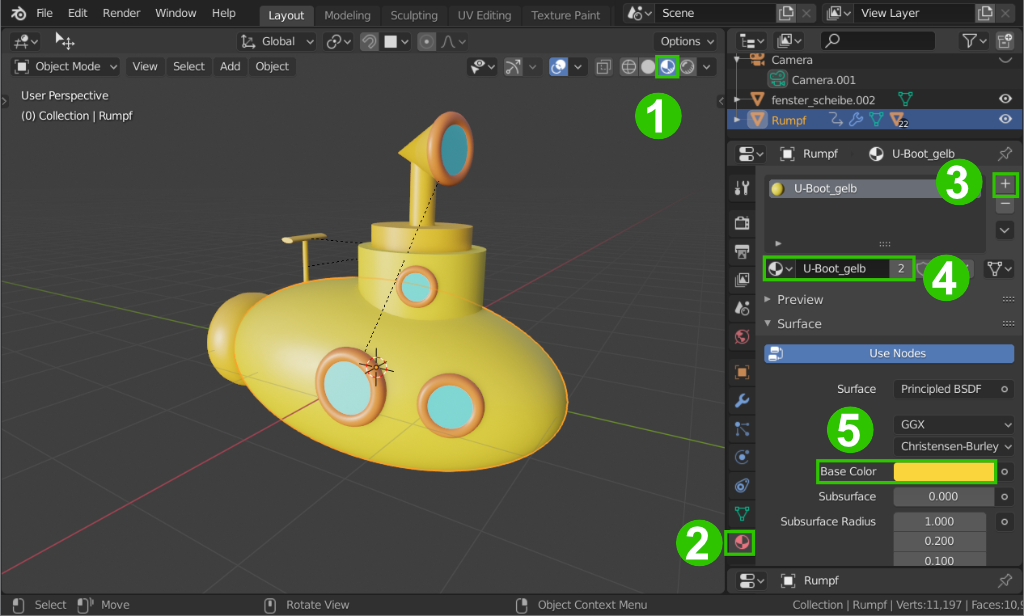 File Edit Render Window Help Layout Modeling Sculpting UV Editing Texture Paint Scene View Layer
Global Options
Object Mode View Select Add Object
User Perspective
(0) Collection | Rumpf
Camera
Camera.001
fenster_scheibe.002
Rumpf 22
1
Rumpf U-Boot_gelb
U-Boot_gelb
3
+
−
U-Boot_gelb 2
4
Preview
Surface
Use Nodes
Surface Principled BSDF
GGX
5
Christensen-Burley
Base Color
Subsurface 0.000
Subsurface Radius 1.000
0.200
0.100
2
Rumpf
Select Move Rotate View Object Context Menu Collection | Rumpf | Verts:11,197 | Faces:10,